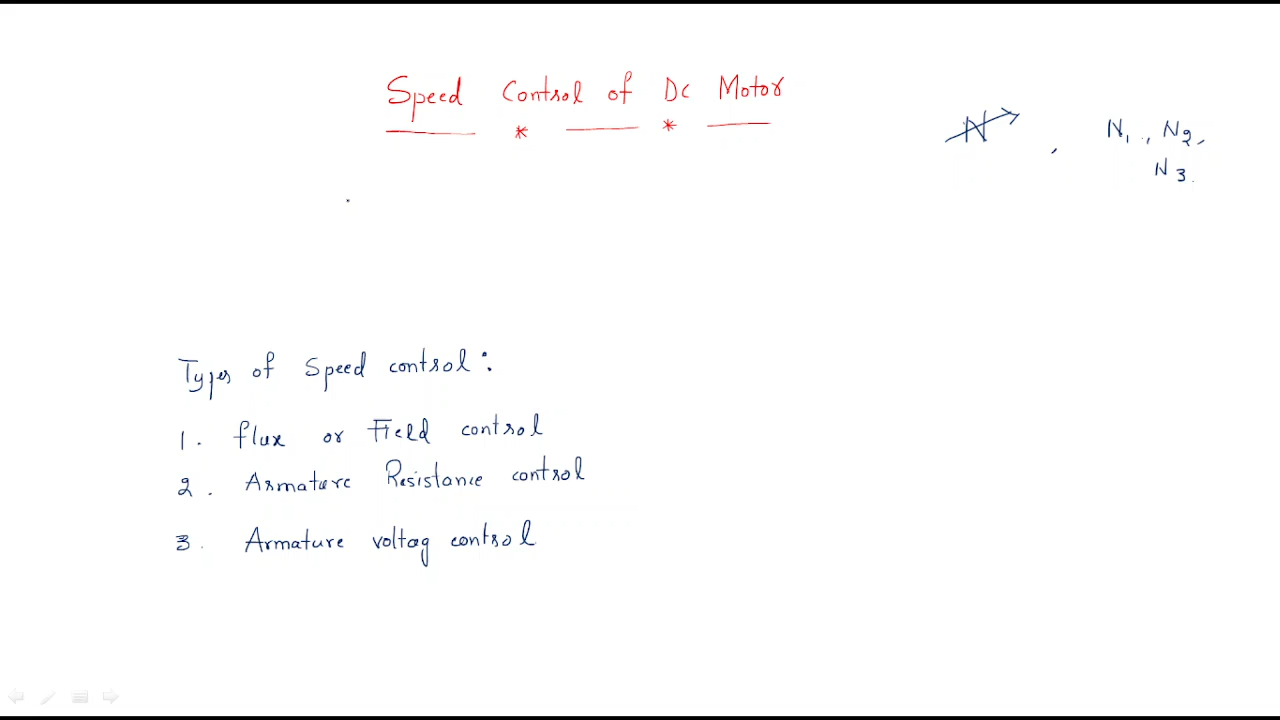 Speed Control of Dc Motor
N , N1 , N2 ,
N3 .
Types of Speed control :
1 . flux or Field control
2 . Armature Resistance control
3 . Armature voltag control